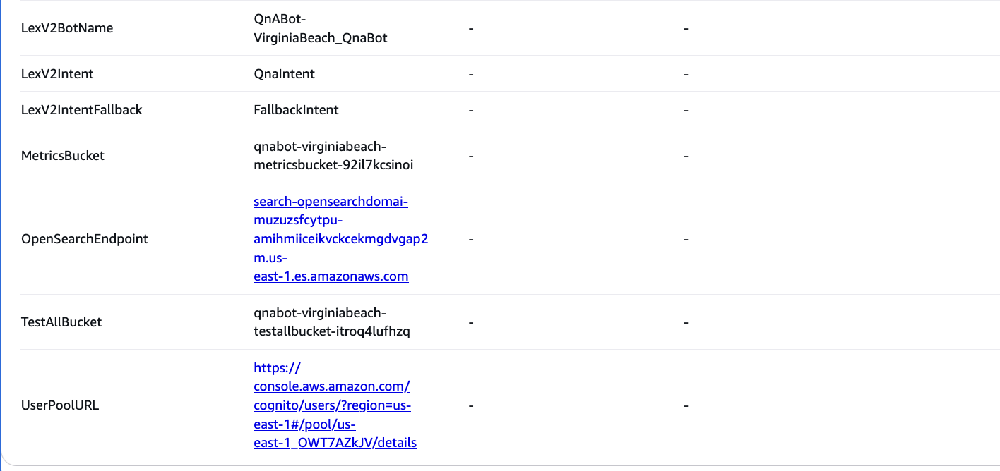 QnABot-
LexV2BotName - -
VirginiaBeach_QnaBot
LexV2Intent QnaIntent - -
LexV2IntentFallback FallbackIntent - -
qnabot-virginiabeach-
MetricsBucket - -
metricsbucket-92il7kcsinoi
search-opensearchdomai-
muzuzsfcytpu-
OpenSearchEndpoint amihmiiceikvckcekmgdvgap2 - -
m.us-
east-1.es.amazonaws.com
qnabot-virginiabeach-
TestAllBucket - -
testallbucket-itroq4lufhzq
https://
console.aws.amazon.com/
UserPoolURL cognito/users/?region=us- - -
east-1#/pool/us-
east-1_OWT7AZkJV/details